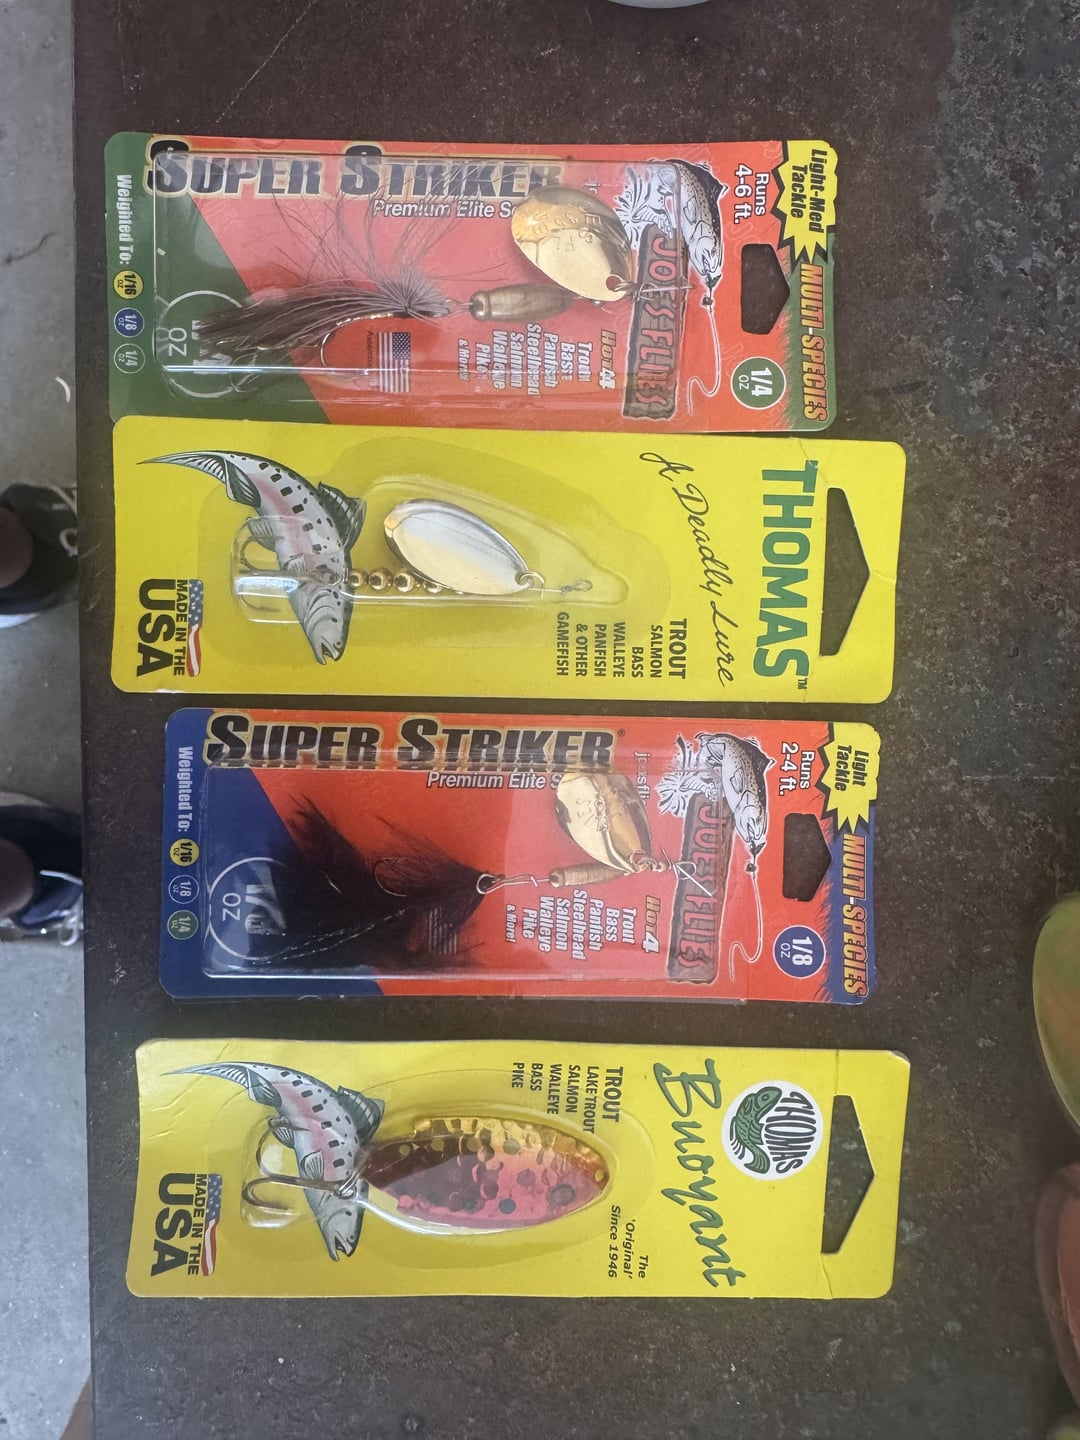 SUPER STRIKER
Premium Elite S
Weighted To:
1/16
OZ
1/8
OZ
1/4
OZ
OZ
Light-Med
Tackle
Runs
4-6 ft.
MULTI-SPECIES
1/4
OZ
JOE'S FLIES
HOT 4
Trout
Bass
Panfish
Steelhead
Salmon
Walleye
Pike
& More!
THOMAS™
A Deadly Lure
TROUT
SALMON
BASS
WALLEYE
PANFISH
& OTHER
GAMEFISH
MADE IN THE
USA
SUPER STRIKER®
Premium Elite S
Weighted To:
1/16
OZ
1/8
OZ
1/4
OZ
1/8
OZ
Light
Tackle
Runs
2-4 ft.
MULTI-SPECIES
1/8
OZ
JOE'S FLIES
HOT 4
Trout
Bass
Panfish
Steelhead
Salmon
Walleye
Pike
& More!
THOMAS
Buoyant
The
'Original'
Since 1946
TROUT
LAKE TROUT
SALMON
WALLEYE
BASS
PIKE
MADE IN THE
USA